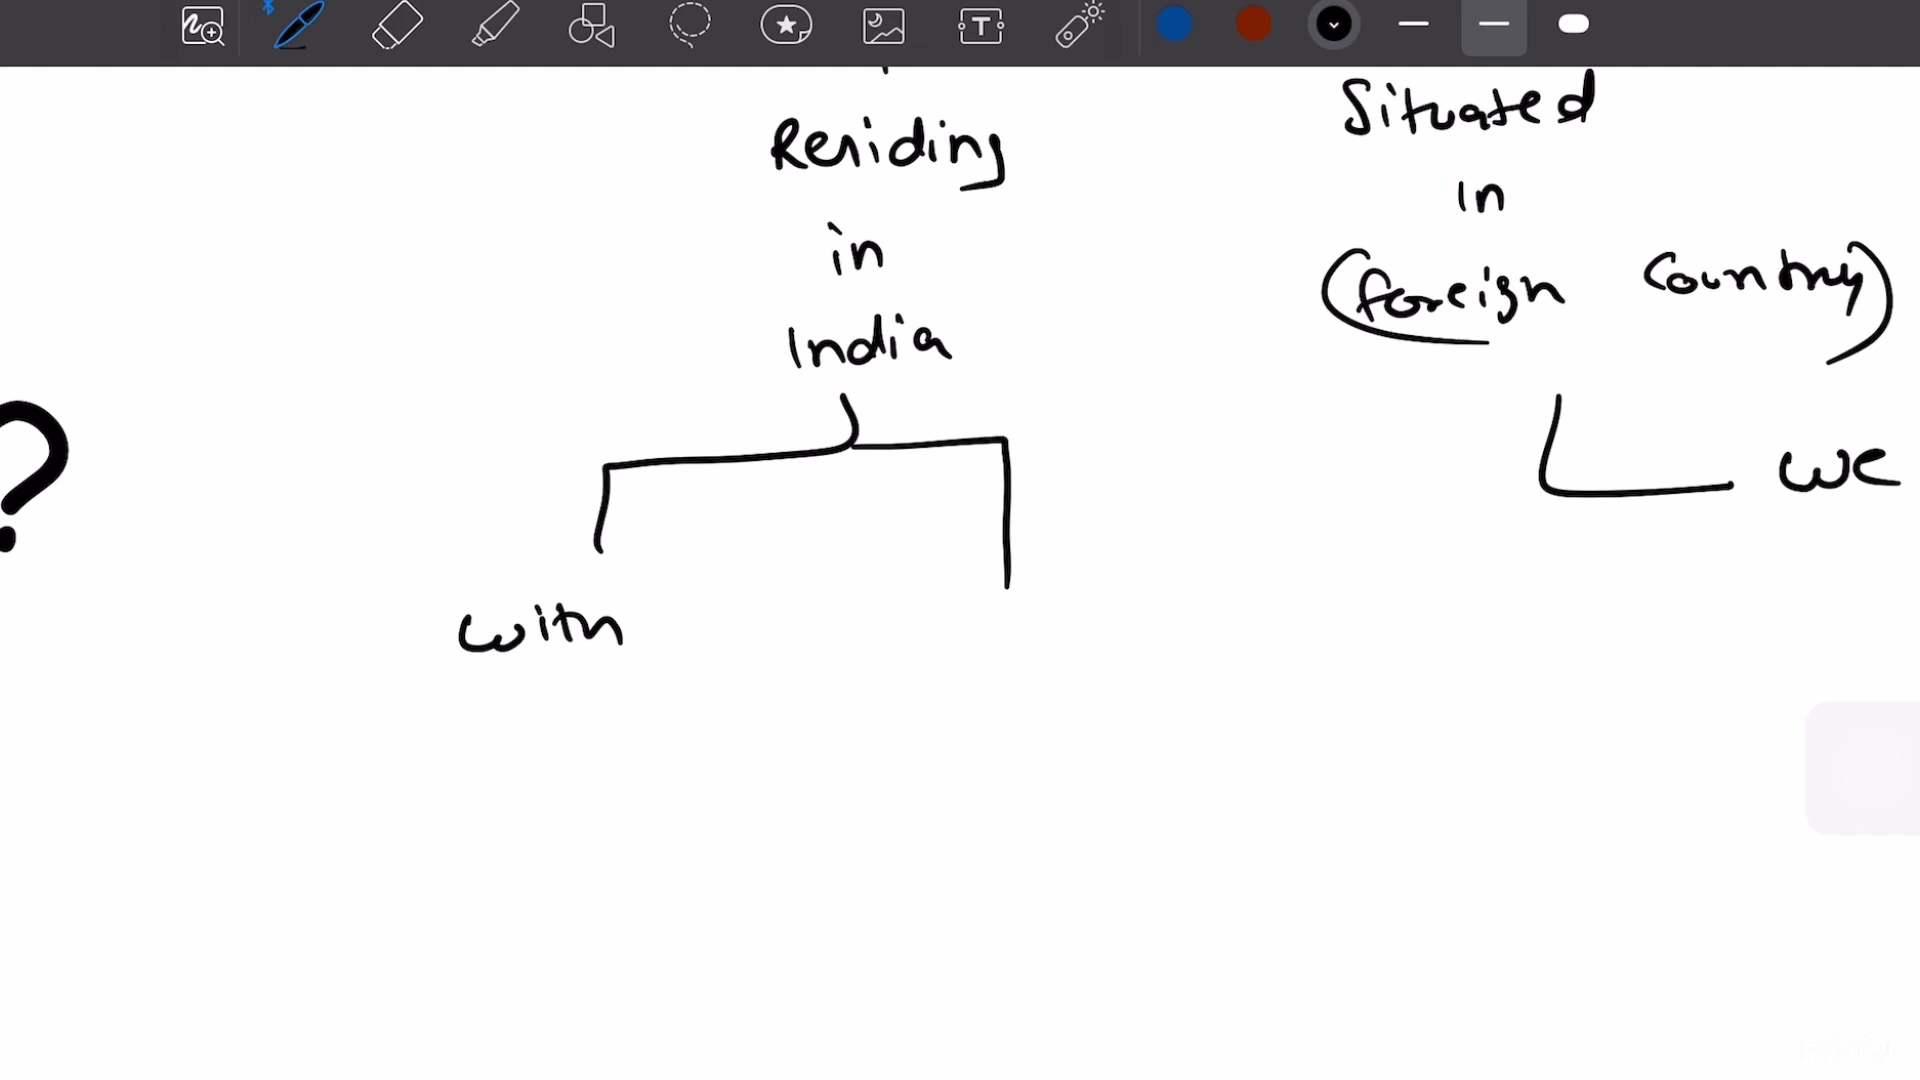 Residing
in
India
with
Situated
in
(foreign Country)
we
?